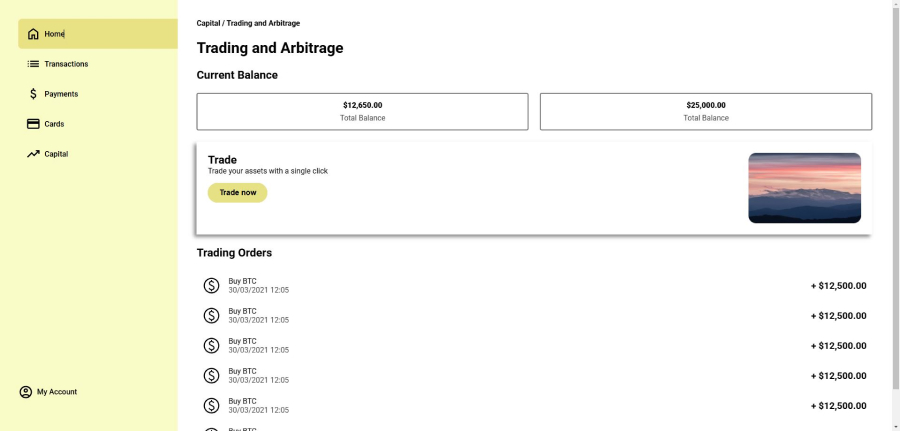 Home
Transactions
Payments
Cards
Capital
My Account
Capital / Trading and Arbitrage
Trading and Arbitrage
Current Balance
$12,650.00
Total Balance
$25,000.00
Total Balance
Trade
Trade your assets with a single click
Trade now
Trading Orders
Buy BTC
30/03/2021 12:05
+ $12,500.00
Buy BTC
30/03/2021 12:05
+ $12,500.00
Buy BTC
30/03/2021 12:05
+ $12,500.00
Buy BTC
30/03/2021 12:05
+ $12,500.00
Buy BTC
30/03/2021 12:05
+ $12,500.00
Buy BTC